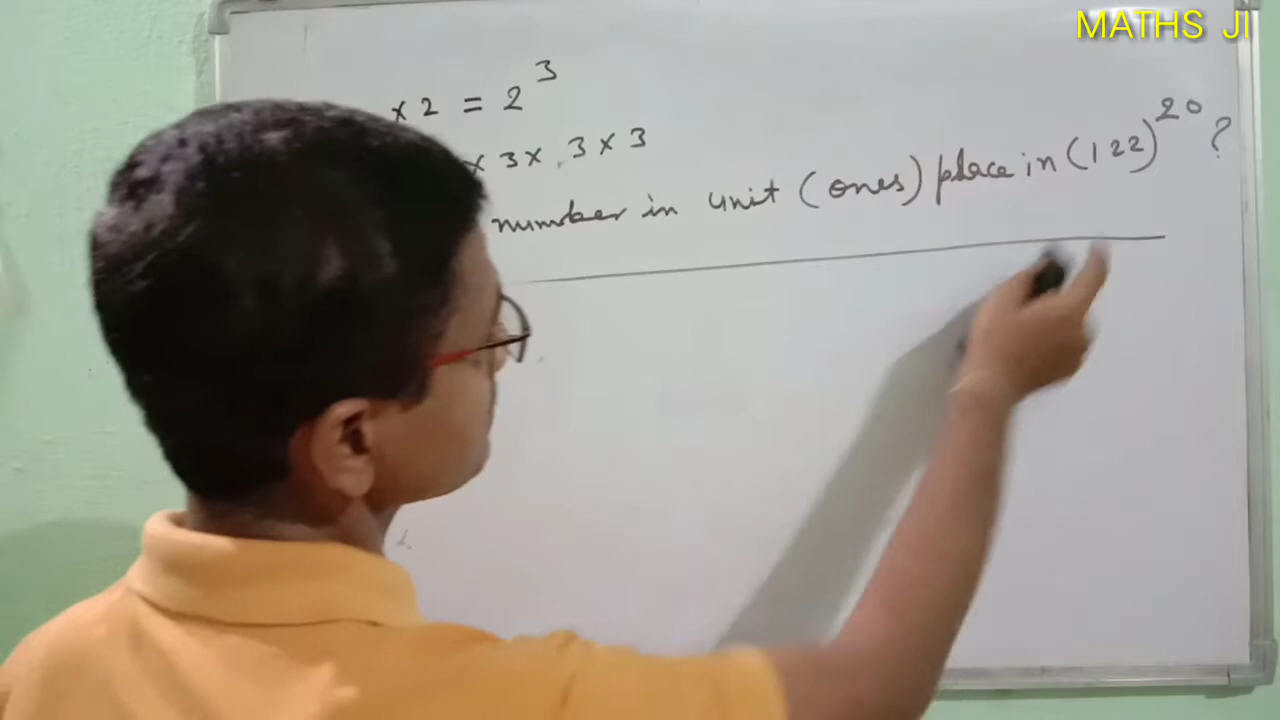 MATHS JI
× 2 = 2³
× 3 × 3 × 3
number in unit (ones) place in (122)²⁰ ?